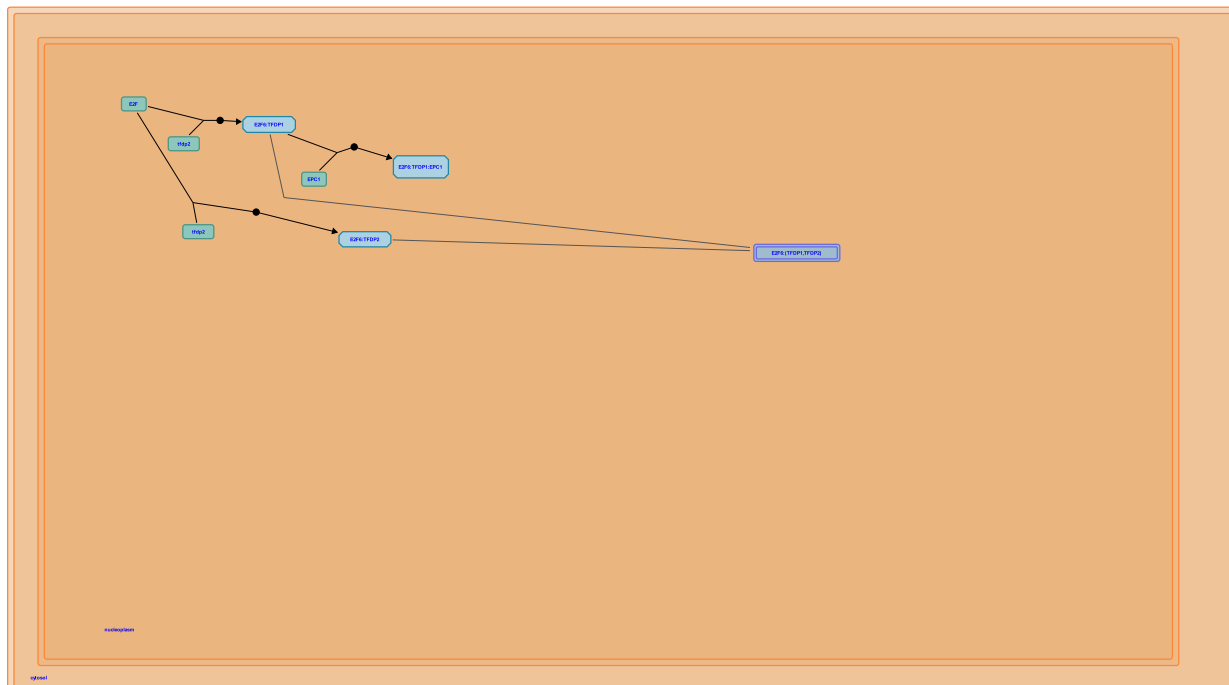 E2F
E2F6:TFDP1
tfdp2
E2F6:TFDP1:EPC1
EPC1
tfdp2
E2F6:TFDP2
E2F6:(TFDP1,TFDP2)
nucleoplasm
cytosol